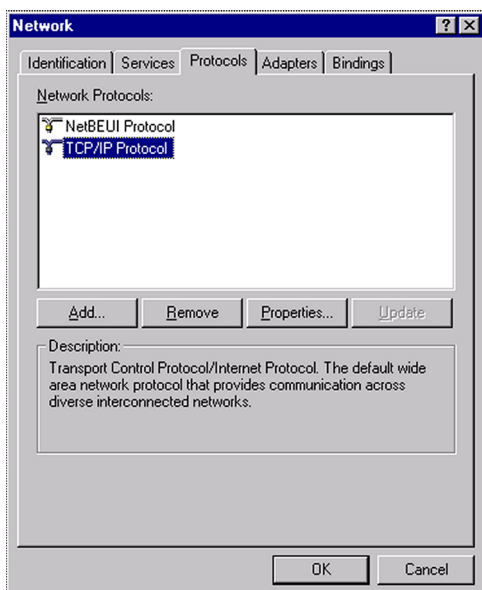 Network
Identification Services Protocols Adapters Bindings
Network Protocols:
NetBEUI Protocol
TCP/IP Protocol
Add... Remove Properties... Update
Description:
Transport Control Protocol/Internet Protocol. The default wide
area network protocol that provides communication across
diverse interconnected networks.
OK Cancel